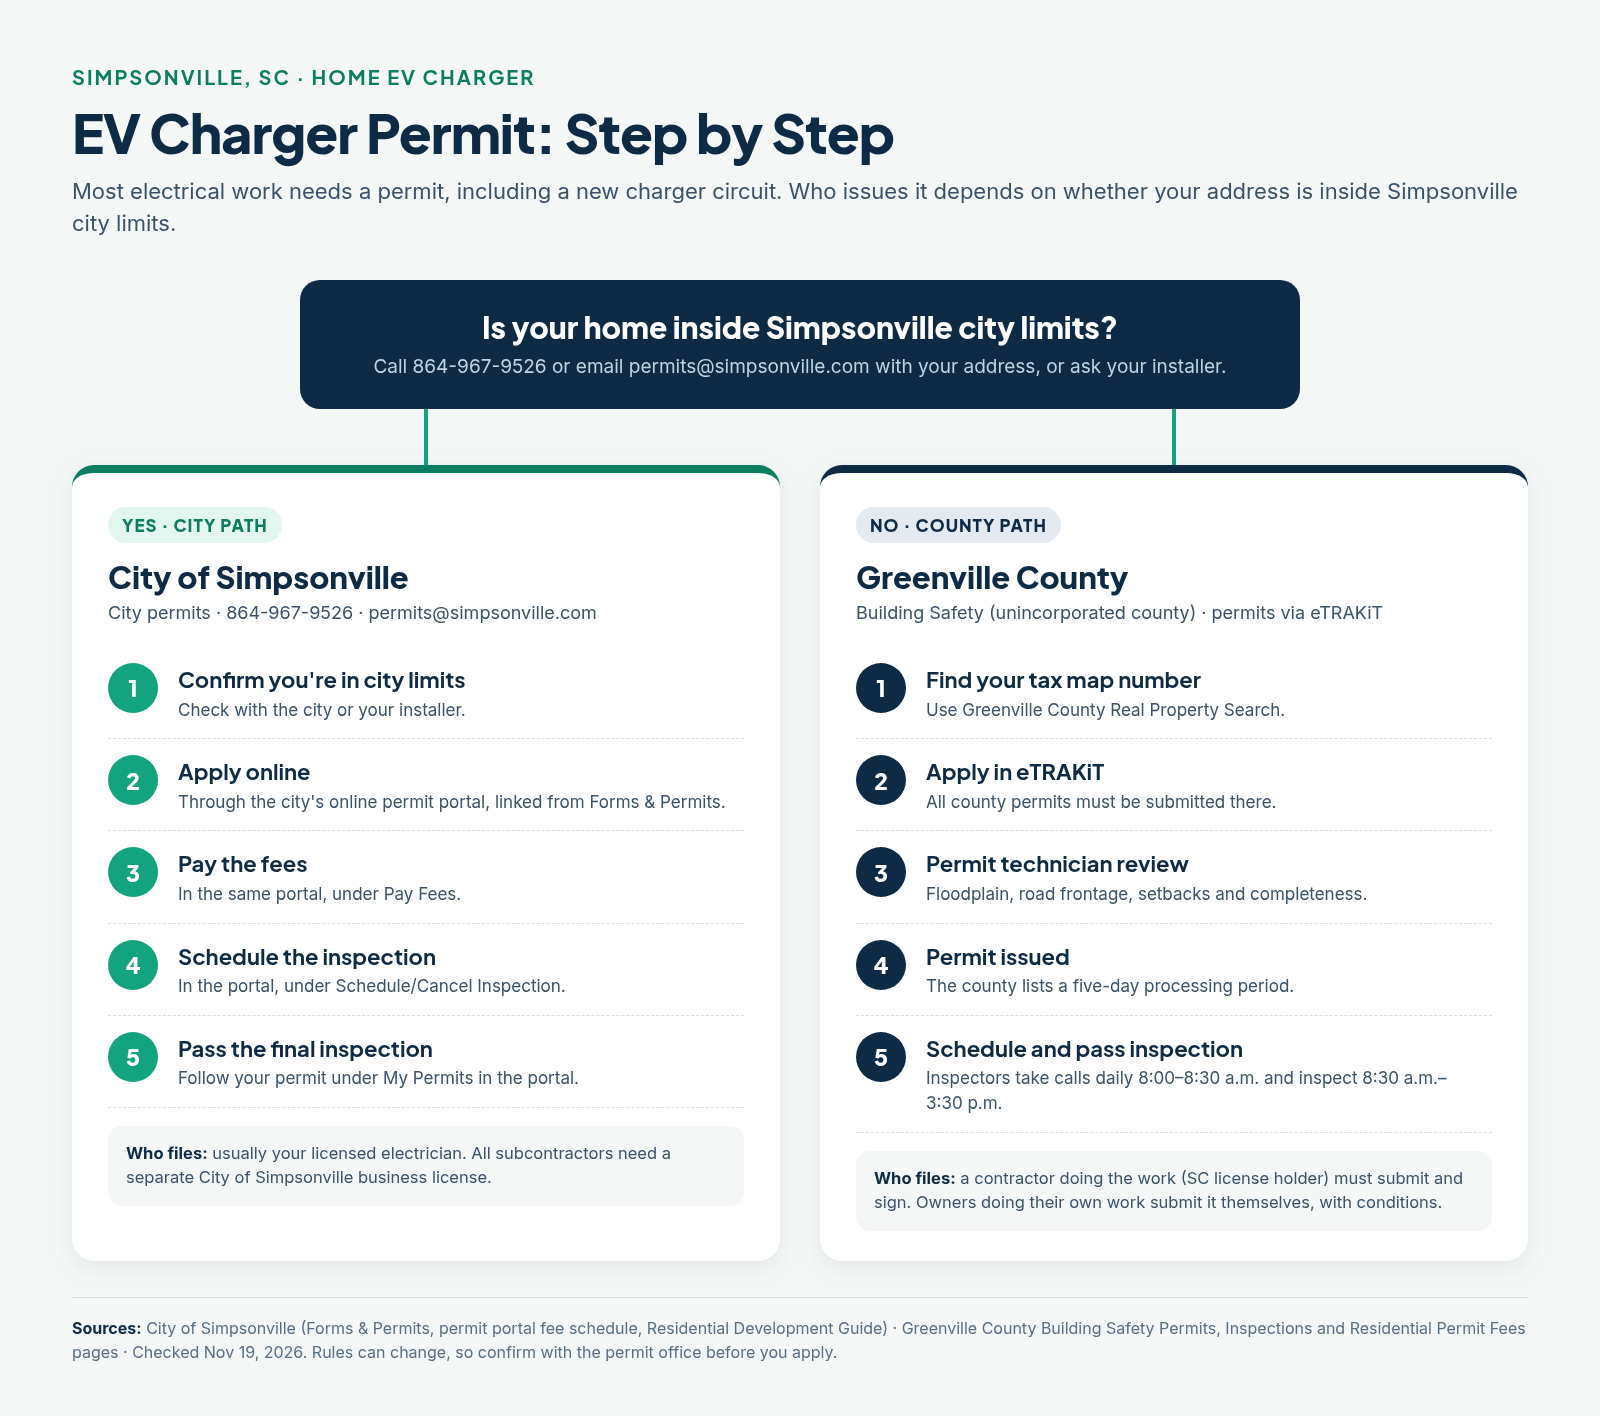 SIMPSONVILLE, SC · HOME EV CHARGER
EV Charger Permit: Step by Step
Most electrical work needs a permit, including a new charger circuit. Who issues it depends on whether your address is inside Simpsonville
city limits.
Is your home inside Simpsonville city limits?
Call 864-967-9526 or email permits@simpsonville.com with your address, or ask your installer.
YES · CITY PATH
City of Simpsonville
City permits · 864-967-9526 · permits@simpsonville.com
1
Confirm you're in city limits
Check with the city or your installer.
2
Apply online
Through the city's online permit portal, linked from Forms & Permits.
3
Pay the fees
In the same portal, under Pay Fees.
4
Schedule the inspection
In the portal, under Schedule/Cancel Inspection.
5
Pass the final inspection
Follow your permit under My Permits in the portal.
Who files: usually your licensed electrician. All subcontractors need a
separate City of Simpsonville business license.
NO · COUNTY PATH
Greenville County
Building Safety (unincorporated county) · permits via eTRAKiT
1
Find your tax map number
Use Greenville County Real Property Search.
2
Apply in eTRAKiT
All county permits must be submitted there.
3
Permit technician review
Floodplain, road frontage, setbacks and completeness.
4
Permit issued
The county lists a five-day processing period.
5
Schedule and pass inspection
Inspectors take calls daily 8:00–8:30 a.m. and inspect 8:30 a.m.–
3:30 p.m.
Who files: a contractor doing the work (SC license holder) must submit and
sign. Owners doing their own work submit it themselves, with conditions.
Sources: City of Simpsonville (Forms & Permits, permit portal fee schedule, Residential Development Guide) · Greenville County Building Safety Permits, Inspections and Residential Permit Fees
pages · Checked Nov 19, 2026. Rules can change, so confirm with the permit office before you apply.